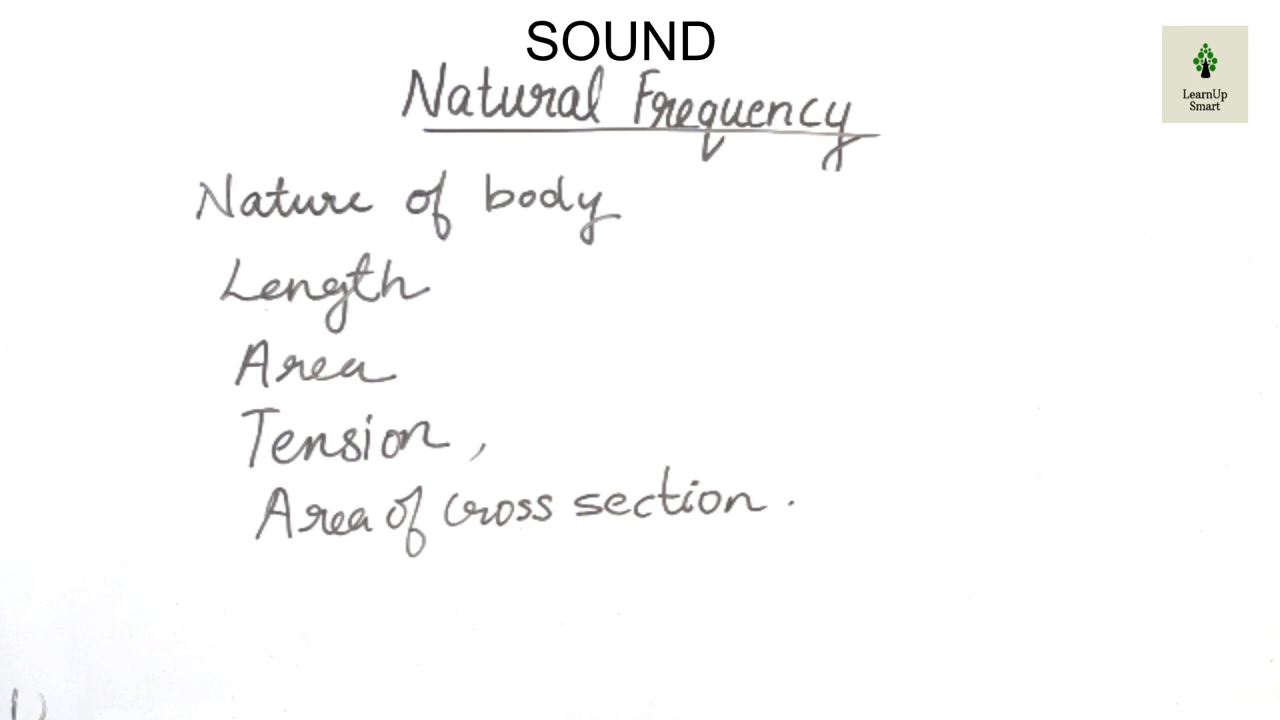 SOUND
LearnUp
Smart
Natural Frequency
Nature of body
Length
Area
Tension,
Area of cross section.